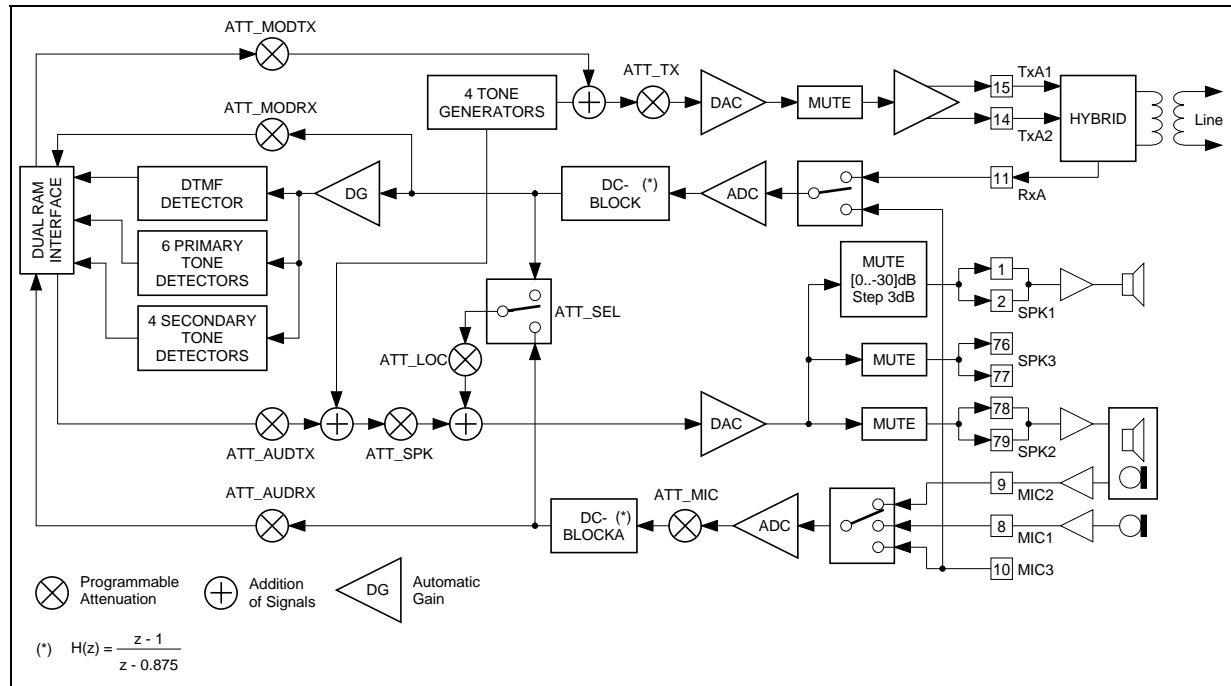 ATT_MODTX
ATT_TX
4 TONE
GENERATORS
DAC
MUTE
15
TxA1
14
TxA2
HYBRID
Line
ATT_MODRX
DUAL RAM
INTERFACE
DTMF
DETECTOR
DG
DC-
(*)
BLOCK
ADC
11
RxA
6 PRIMARY
TONE
DETECTORS
4 SECONDARY
TONE
DETECTORS
ATT_SEL
ATT_LOC
MUTE
[0..-30]dB
Step 3dB
1
2
SPK1
MUTE
76
SPK3
77
ATT_AUDTX
ATT_SPK
DAC
MUTE
78
79
SPK2
ATT_AUDRX
DC-
(*)
BLOCKA
ATT_MIC
ADC
9
MIC2
8
MIC1
10
MIC3
Programmable
Attenuation
Addition
of Signals
DG
Automatic
Gain
(*)
H(z) =
z - 1
z - 0.875